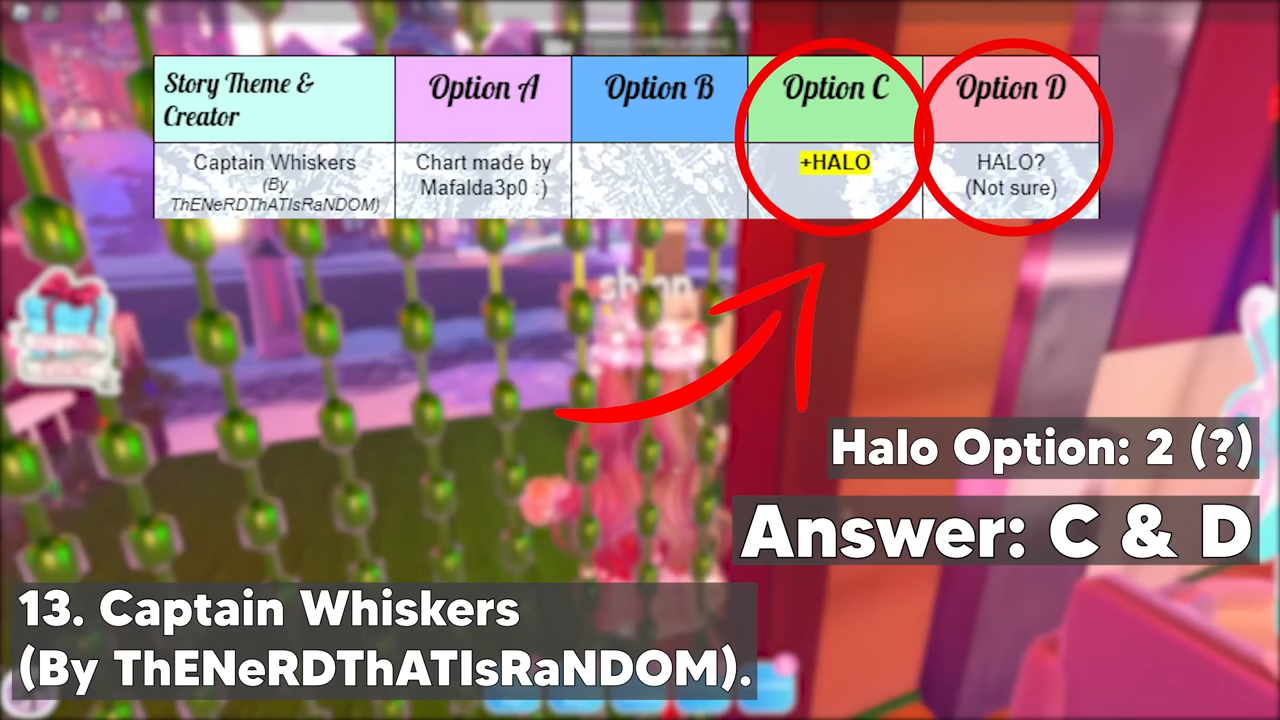 Story Theme &
Creator
Option A
Option B
Option C
Option D
Captain Whiskers
(By
ThENeRDThATIsRaNDOM)
Chart made by
Mafalda3p0 :)
+HALO
HALO?
(Not sure)
Halo Option: 2 (?)
Answer: C & D
13. Captain Whiskers
(By ThENeRDThATIsRaNDOM).